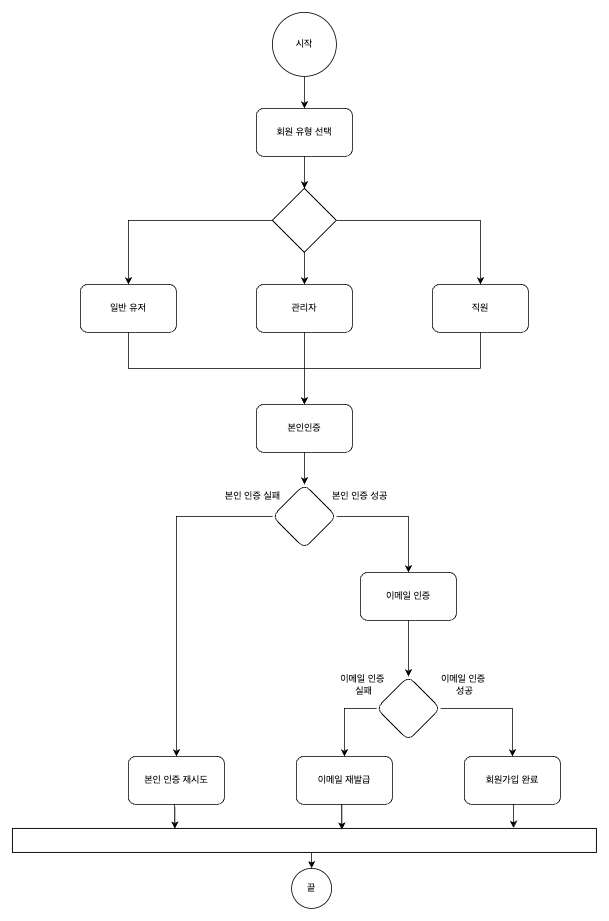 시작
회원 유형 선택
일반 유저
관리자
직원
본인인증
본인 인증 실패
본인 인증 성공
이메일 인증
이메일 인증
실패
이메일 인증
성공
본인 인증 재시도
이메일 재발급
회원가입 완료
끝